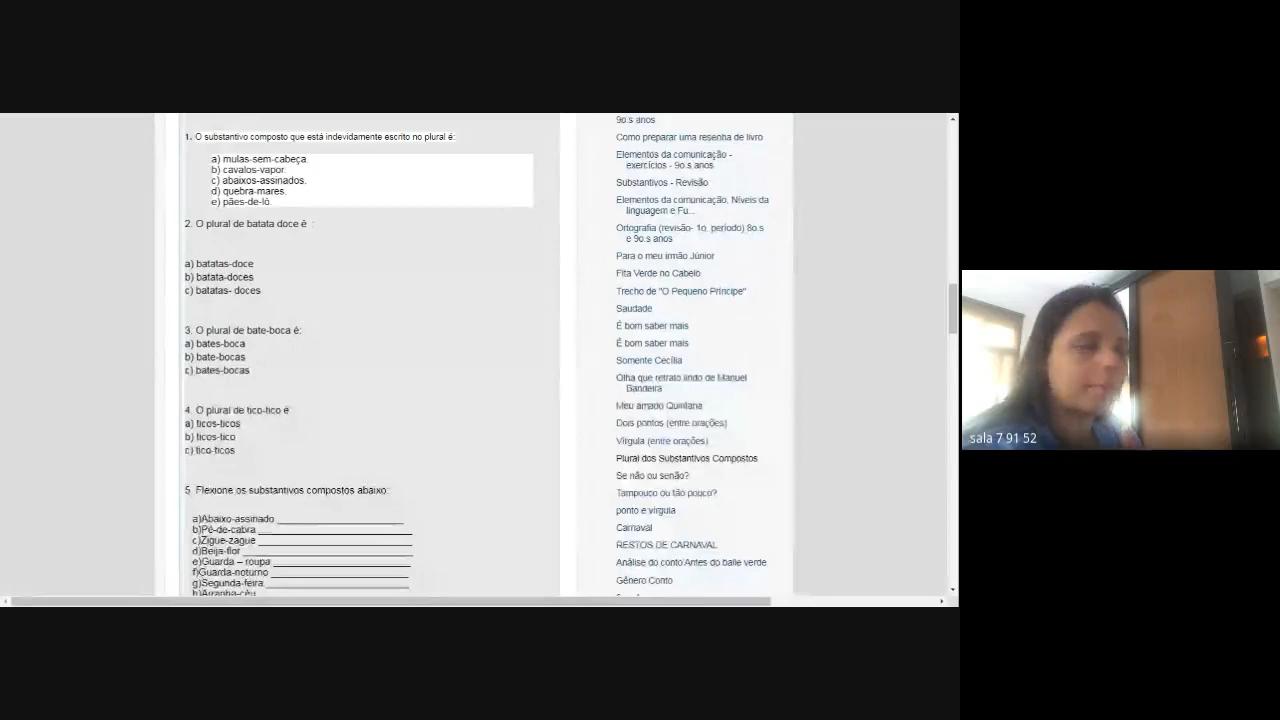 1. O substantivo composto que está indevidamente escrito no plural é:
a) mulas-sem-cabeça
b) cavalos-vapor.
c) abaixos-assinados.
d) quebra-mares.
e) pães-de-ló.
2. O plural de batata doce é :
a) batatas-doce
b) batata-doces
c) batatas- doces
3. O plural de bate-boca é:
a) bates-boca
b) bate-bocas
c) bates-bocas
4. O plural de tico-tico é
a) ticos-ticos
b) ticos-tico
c) tico-ticos
5. Flexione os substantivos compostos abaixo:
a)Abaixo-assinado
b)Pé-de-cabra
c)Zigue-zague
d)Beija-flor
e)Guarda – roupa
f)Guarda-noturno
g)Segunda-feira
h)Arranha-céu
9o.s anos
Como preparar uma resenha de livro
Elementos da comunicação -
exercícios - 9o.s anos
Substantivos - Revisão
Elementos da comunicação, Níveis da
linguagem e Fu...
Ortografia (revisão- 1o. período) 8o.s
e 9o.s anos
Para o meu irmão Júnior
Fita Verde no Cabelo
Trecho de "O Pequeno Príncipe"
Saudade
É bom saber mais
É bom saber mais
Somente Cecília
Olha que retrato lindo de Manuel
Bandeira
Meu amado Quintana
Dois pontos (entre orações)
Vírgula (entre orações)
Plural dos Substantivos Compostos
Se não ou senão?
Tampouco ou tão pouco?
ponto e vírgula
Carnaval
RESTOS DE CARNAVAL
Análise do conto Antes do baile verde
Gênero Conto
sala 7 91 52